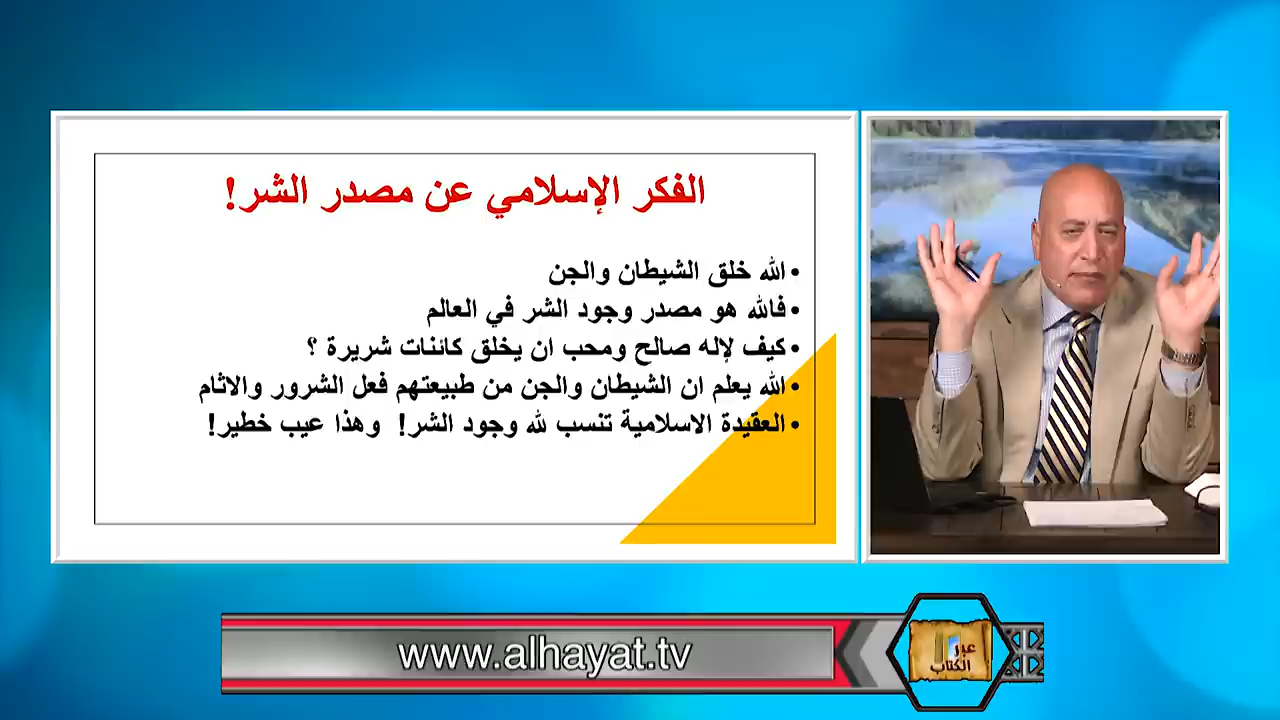 الفكر الإسلامي عن مصدر الشر!
• الله خلق الشيطان والجن
• فالله هو مصدر وجود الشر في العالم
• كيف لإله صالح ومحب ان يخلق كائنات شريرة ؟
• الله يعلم ان الشيطان والجن من طبيعتهم فعل الشرور والاثام
• العقيدة الاسلامية تنسب لله وجود الشر! وهذا عيب خطير!
www.alhayat.tv
عبر
الكتاب